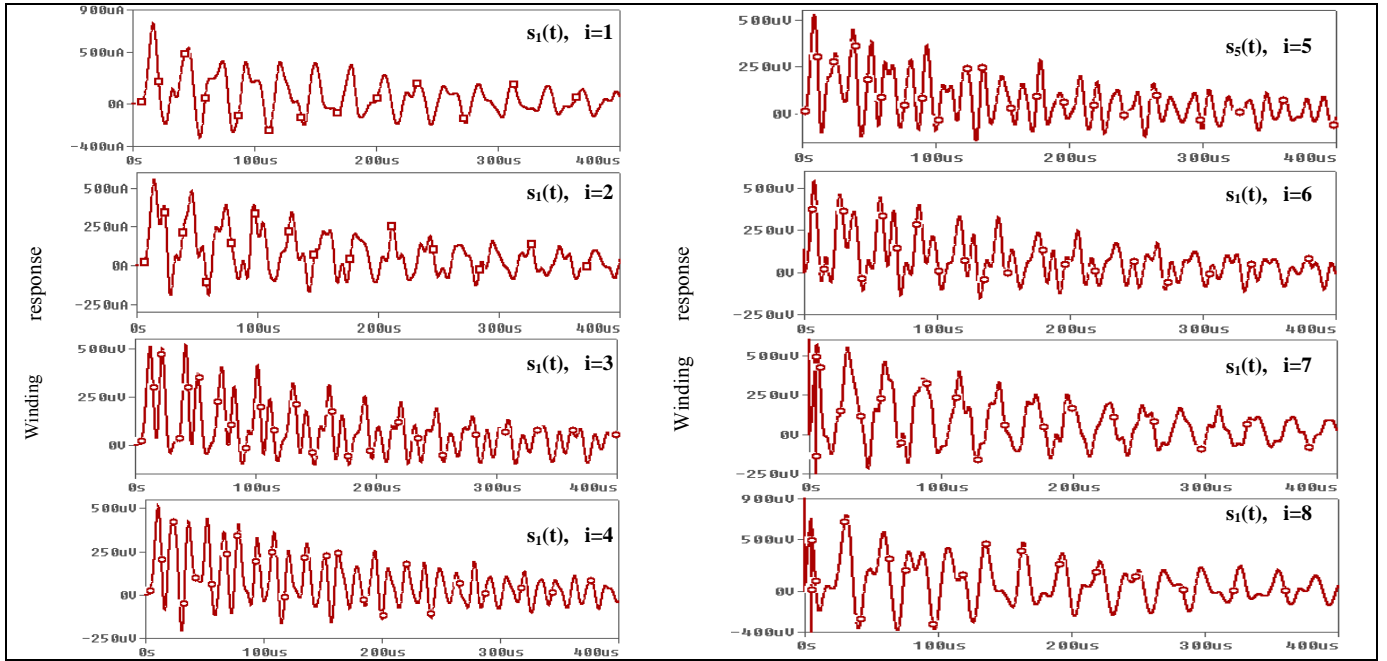 900uA
500uA
0A
-400uA
s₁(t), i=1
0s 100us 200us 300us 400us
500uA
250uA
0A
-250uA
s₁(t), i=2
0s 100us 200us 300us 400us
500uV
250uV
0V
s₁(t), i=3
0s 100us 200us 300us 400us
500uV
250uV
0V
-250uV
s₁(t), i=4
0s 100us 200us 300us 400us
Winding response
500uV
250uV
0V
s₅(t), i=5
0s 100us 200us 300us 400us
500uV
250uV
0V
-250uV
s₁(t), i=6
0s 100us 200us 300us 400us
500uV
250uV
0V
-250uV
s₁(t), i=7
0s 100us 200us 300us 400us
900uV
500uV
0V
-400uV
s₁(t), i=8
0s 100us 200us 300us 400us
Winding response